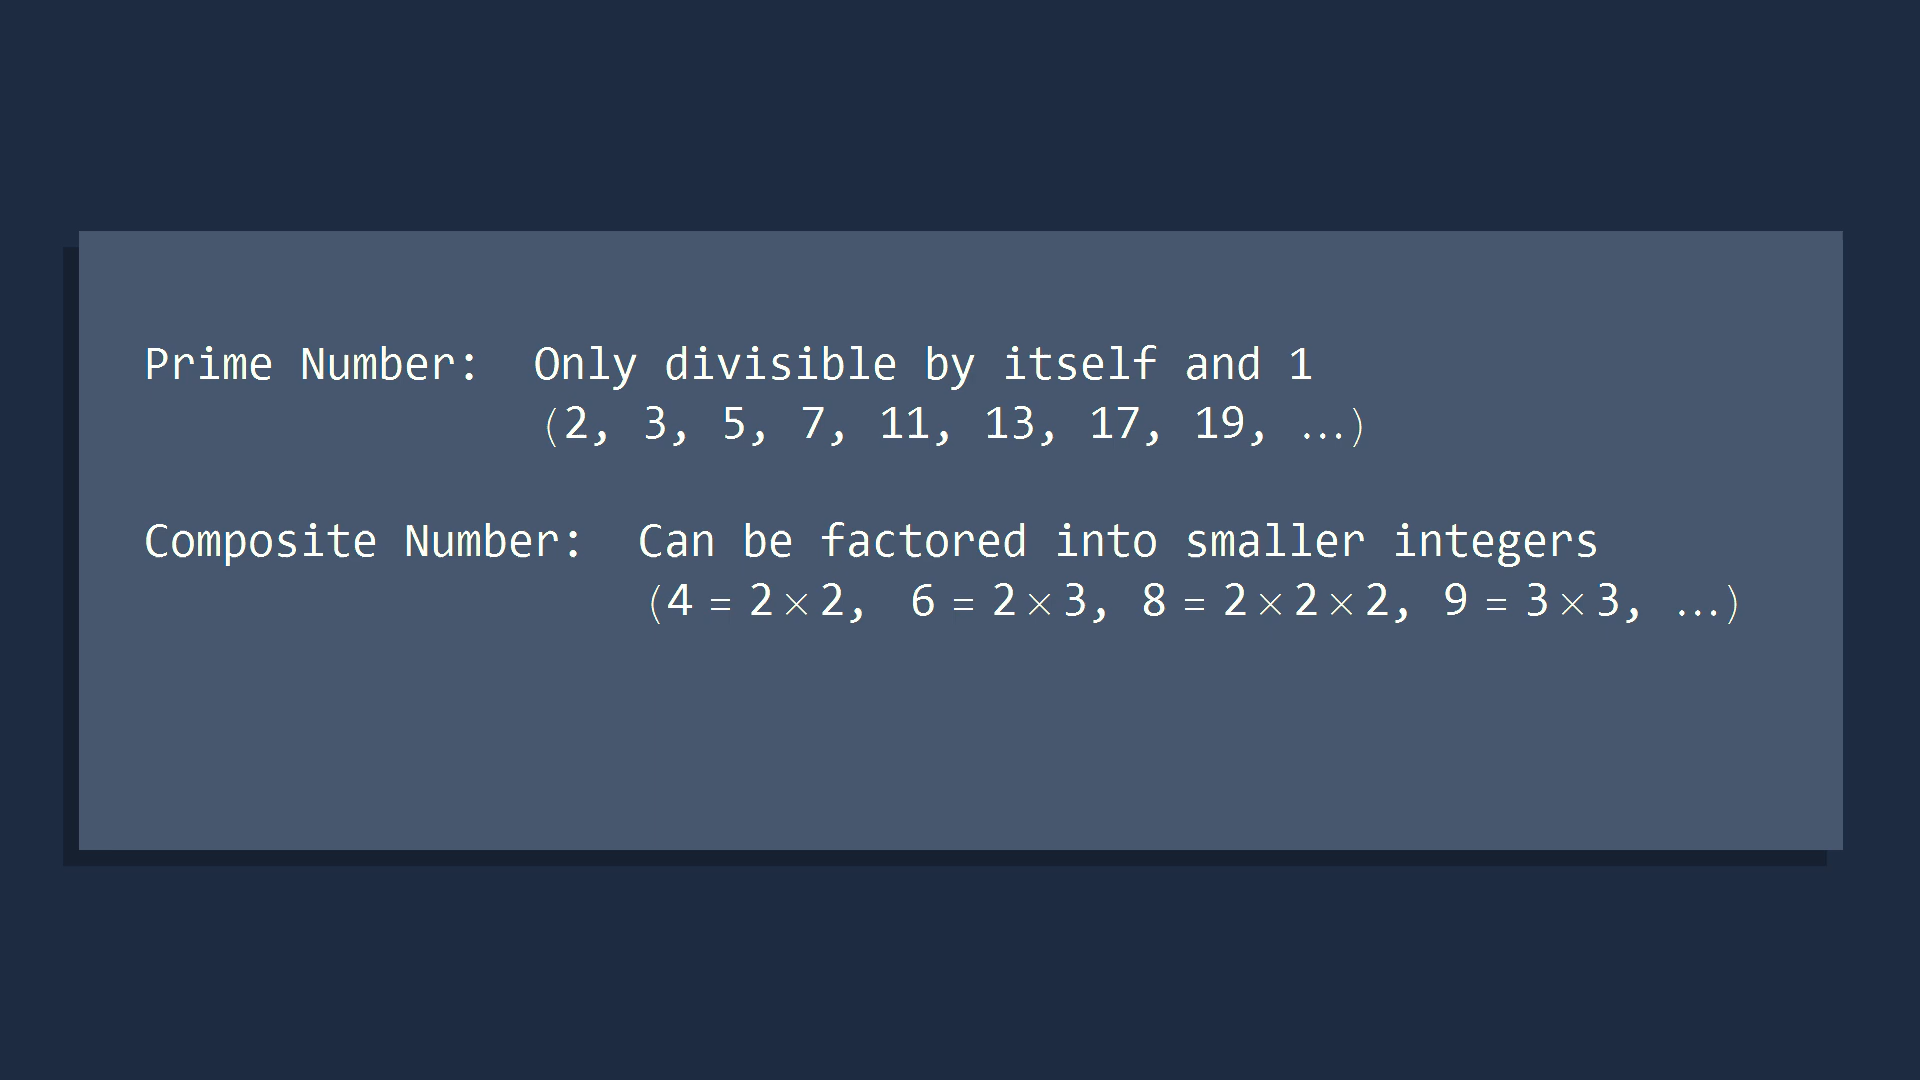 Prime Number: Only divisible by itself and 1
(2, 3, 5, 7, 11, 13, 17, 19, ...)
Composite Number: Can be factored into smaller integers
(4 = 2×2, 6 = 2×3, 8 = 2×2×2, 9 = 3×3, ...)